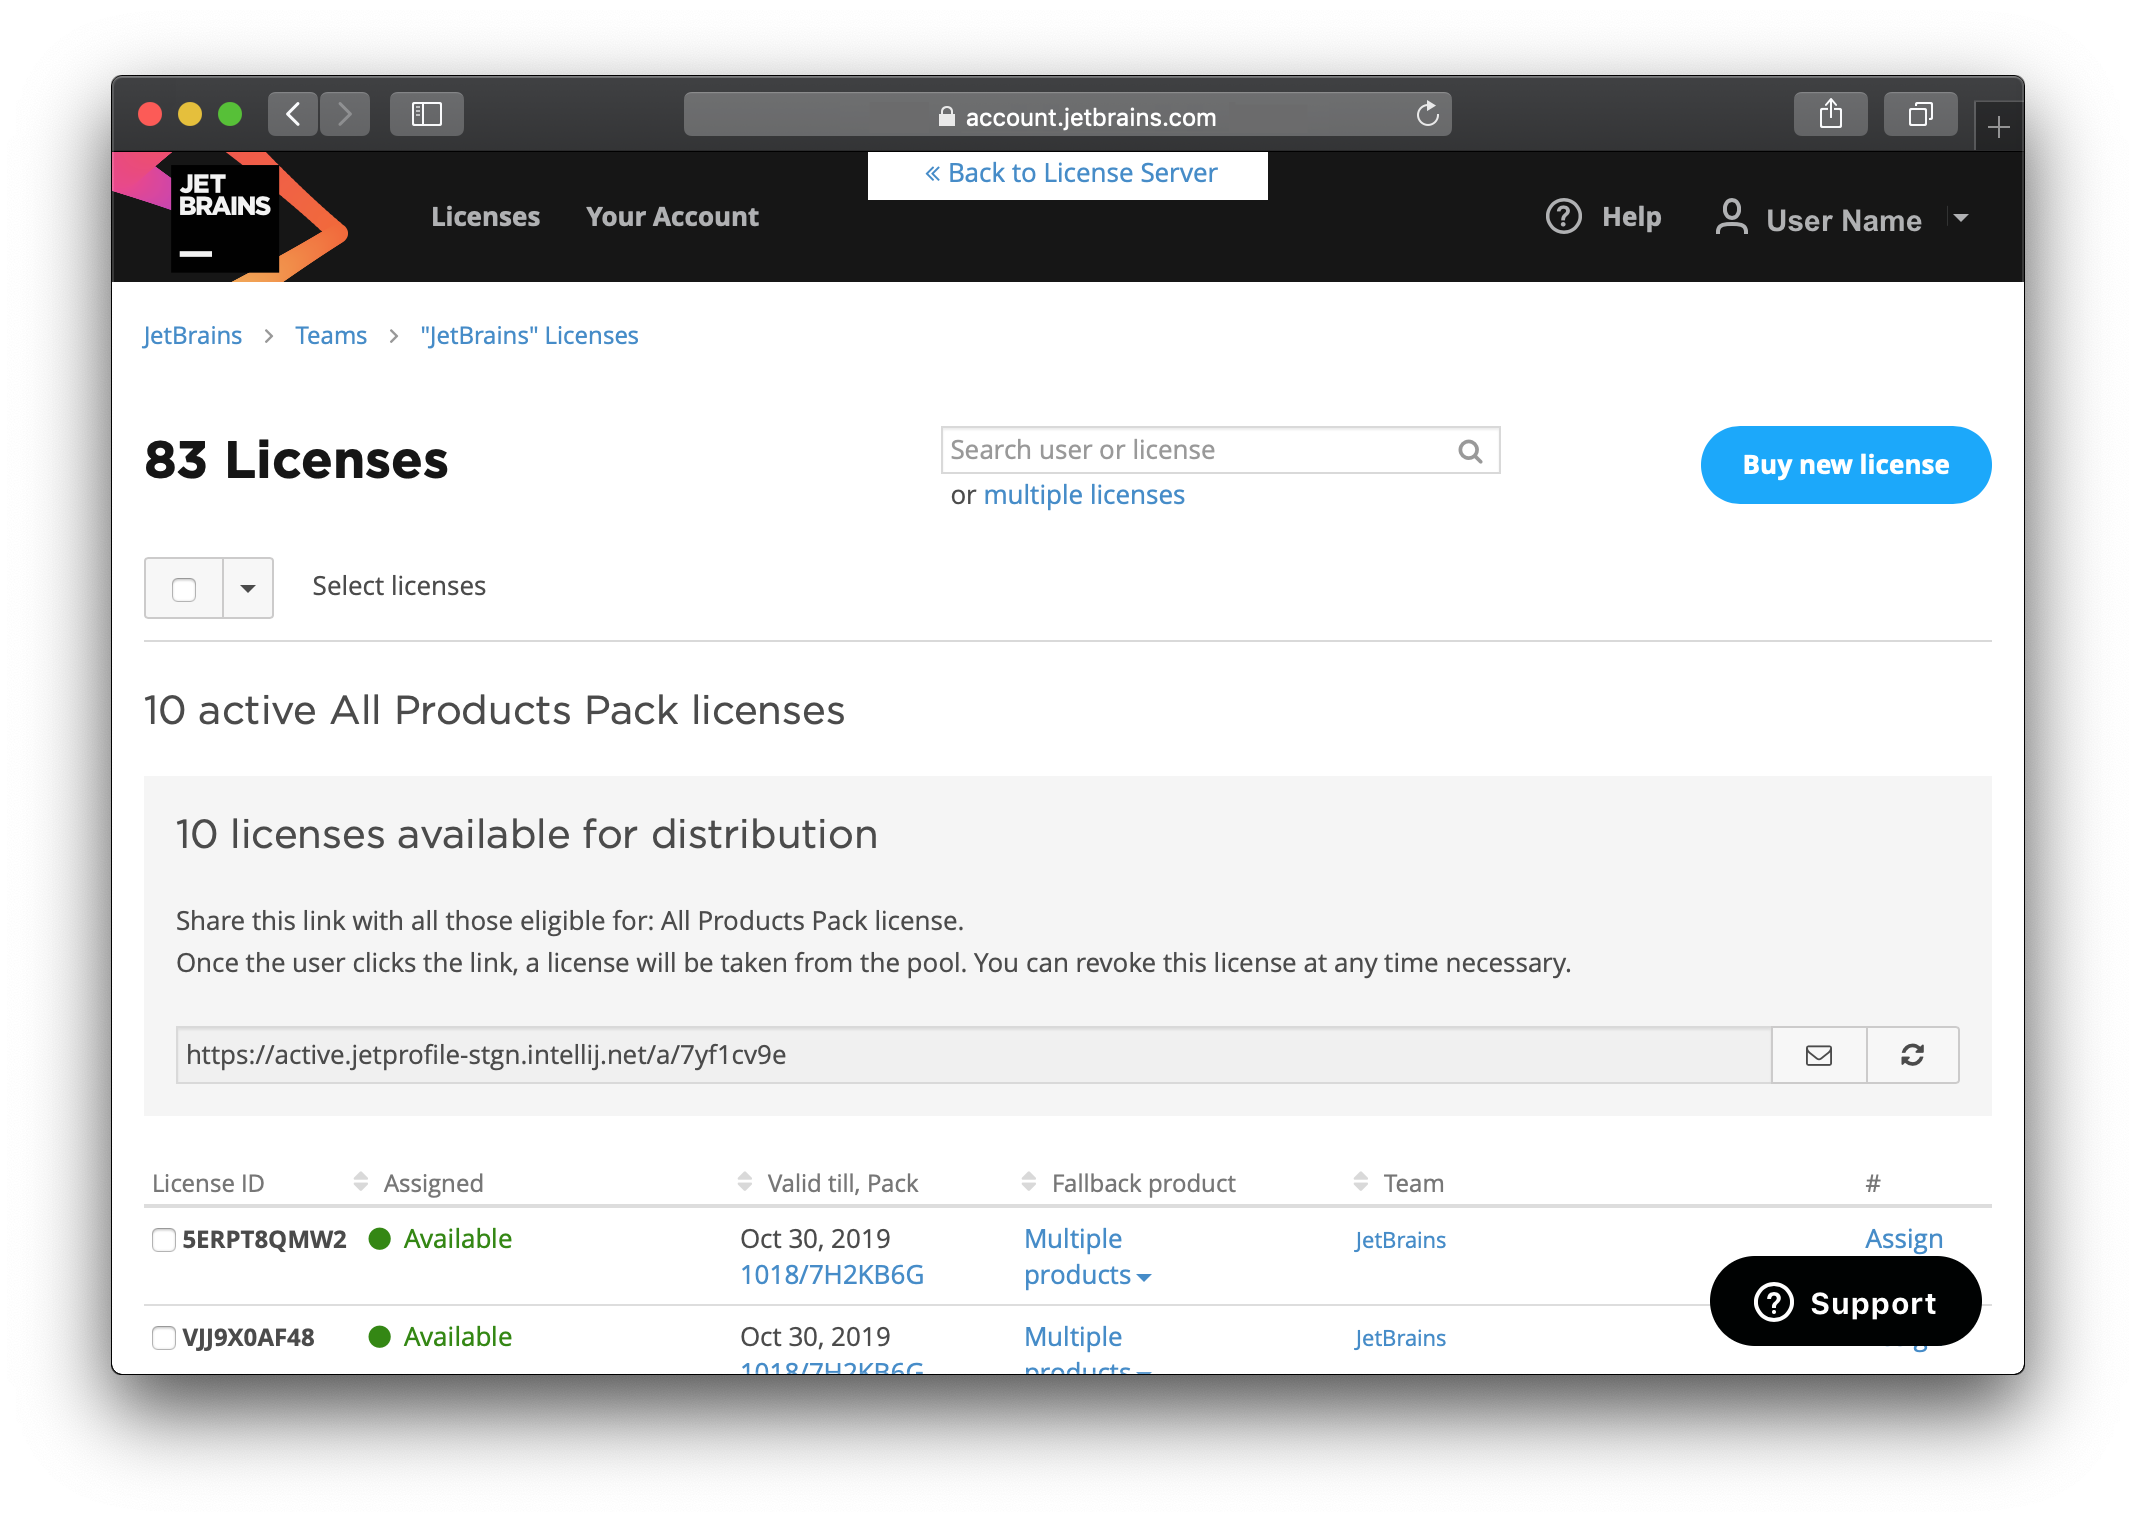 account.jetbrains.com
« Back to License Server
JET
BRAINS
Licenses
Your Account
Help
User Name
JetBrains > Teams > "JetBrains" Licenses
83 Licenses
Search user or license
or multiple licenses
Buy new license
Select licenses
10 active All Products Pack licenses
10 licenses available for distribution
Share this link with all those eligible for: All Products Pack license.
Once the user clicks the link, a license will be taken from the pool. You can revoke this license at any time necessary.
https://active.jetprofile-stgn.intellij.net/a/7yf1cv9e
License ID Assigned Valid till, Pack Fallback product Team #
5ERPT8QMW2 Available Oct 30, 2019 Multiple JetBrains Assign
1018/7H2KB6G products
Support
VJJ9X0AF48 Available Oct 30, 2019 Multiple JetBrains
1018/7H2KB6G products